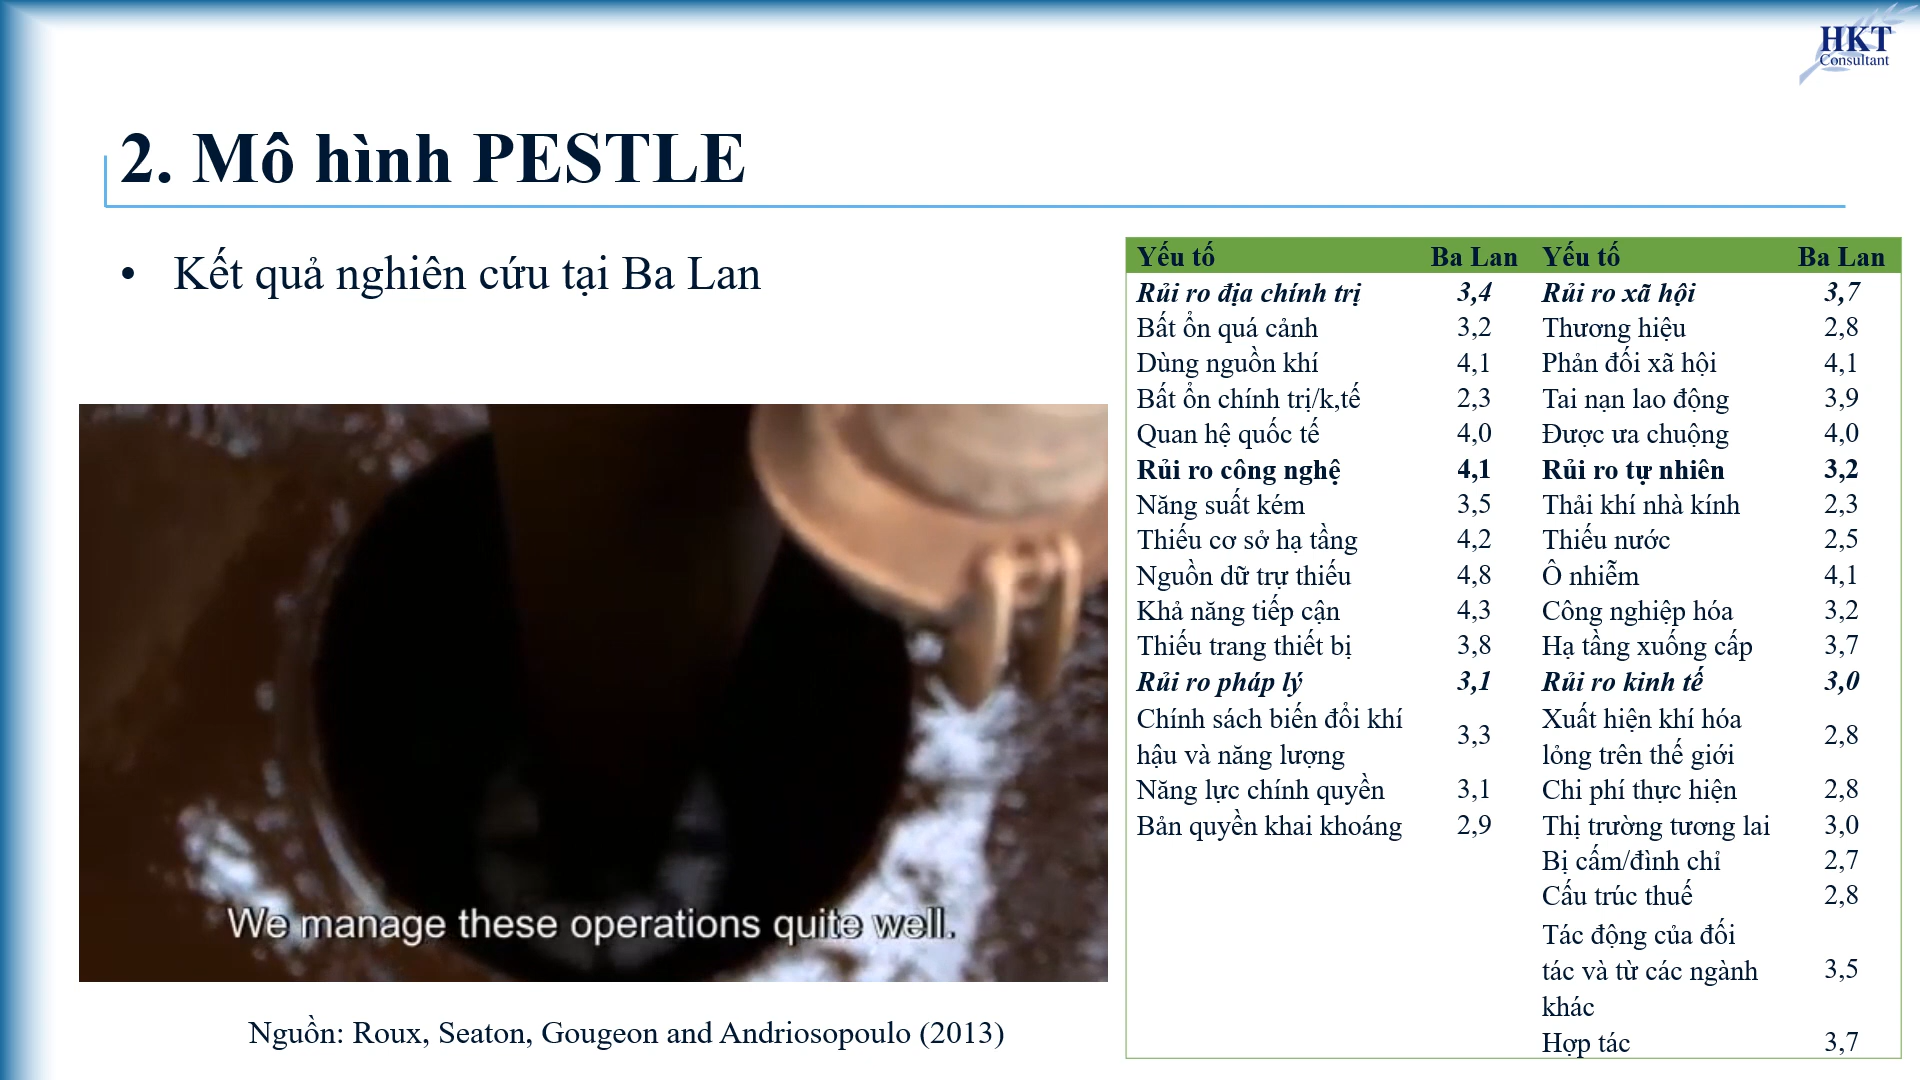 HKT
Consultant
2. Mô hình PESTLE
• Kết quả nghiên cứu tại Ba Lan
We manage these operations quite well.
Nguồn: Roux, Seaton, Gougeon and Andriosopoulo (2013)
Yếu tố Ba Lan Yếu tố Ba Lan
Rủi ro địa chính trị 3,4 Rủi ro xã hội 3,7
Bất ổn quá cảnh 3,2 Thương hiệu 2,8
Dùng nguồn khí 4,1 Phản đối xã hội 4,1
Bất ổn chính trị/k,tế 2,3 Tai nạn lao động 3,9
Quan hệ quốc tế 4,0 Được ưa chuộng 4,0
Rủi ro công nghệ 4,1 Rủi ro tự nhiên 3,2
Năng suất kém 3,5 Thải khí nhà kính 2,3
Thiếu cơ sở hạ tầng 4,2 Thiếu nước 2,5
Nguồn dữ trự thiếu 4,8 Ô nhiễm 4,1
Khả năng tiếp cận 4,3 Công nghiệp hóa 3,2
Thiếu trang thiết bị 3,8 Hạ tầng xuống cấp 3,7
Rủi ro pháp lý 3,1 Rủi ro kinh tế 3,0
Chính sách biến đổi khí Xuất hiện khí hóa
hậu và năng lượng 3,3 lỏng trên thế giới 2,8
Năng lực chính quyền 3,1 Chi phí thực hiện 2,8
Bản quyền khai khoáng 2,9 Thị trường tương lai 3,0
Bị cấm/đình chỉ 2,7
Cấu trúc thuế 2,8
Tác động của đối
tác và từ các ngành 3,5
khác
Hợp tác 3,7